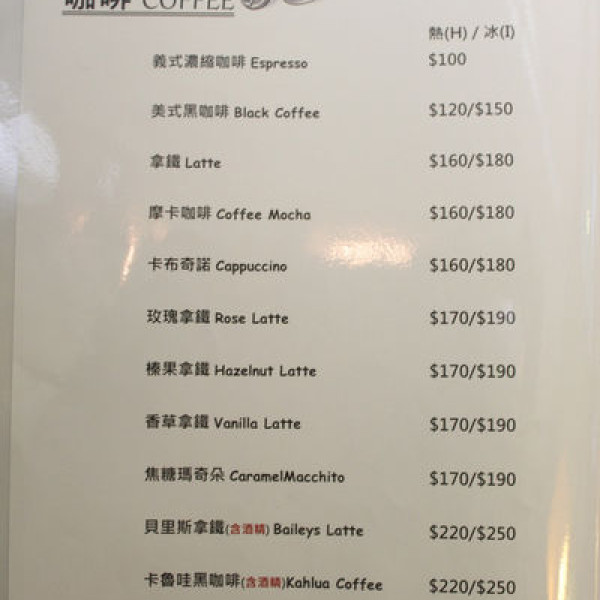 咖啡 COFFEE
熱(H) / 冰(I)
義式濃縮咖啡 Espresso $100
美式黑咖啡 Black Coffee $120/$150
拿鐵 Latte $160/$180
摩卡咖啡 Coffee Mocha $160/$180
卡布奇諾 Cappuccino $160/$180
玫瑰拿鐵 Rose Latte $170/$190
榛果拿鐵 Hazelnut Latte $170/$190
香草拿鐵 Vanilla Latte $170/$190
焦糖瑪奇朵 CaramelMacchito $170/$190
貝里斯拿鐵(含酒精) Baileys Latte $220/$250
卡魯哇黑咖啡(含酒精)Kahlua Coffee $220/$250